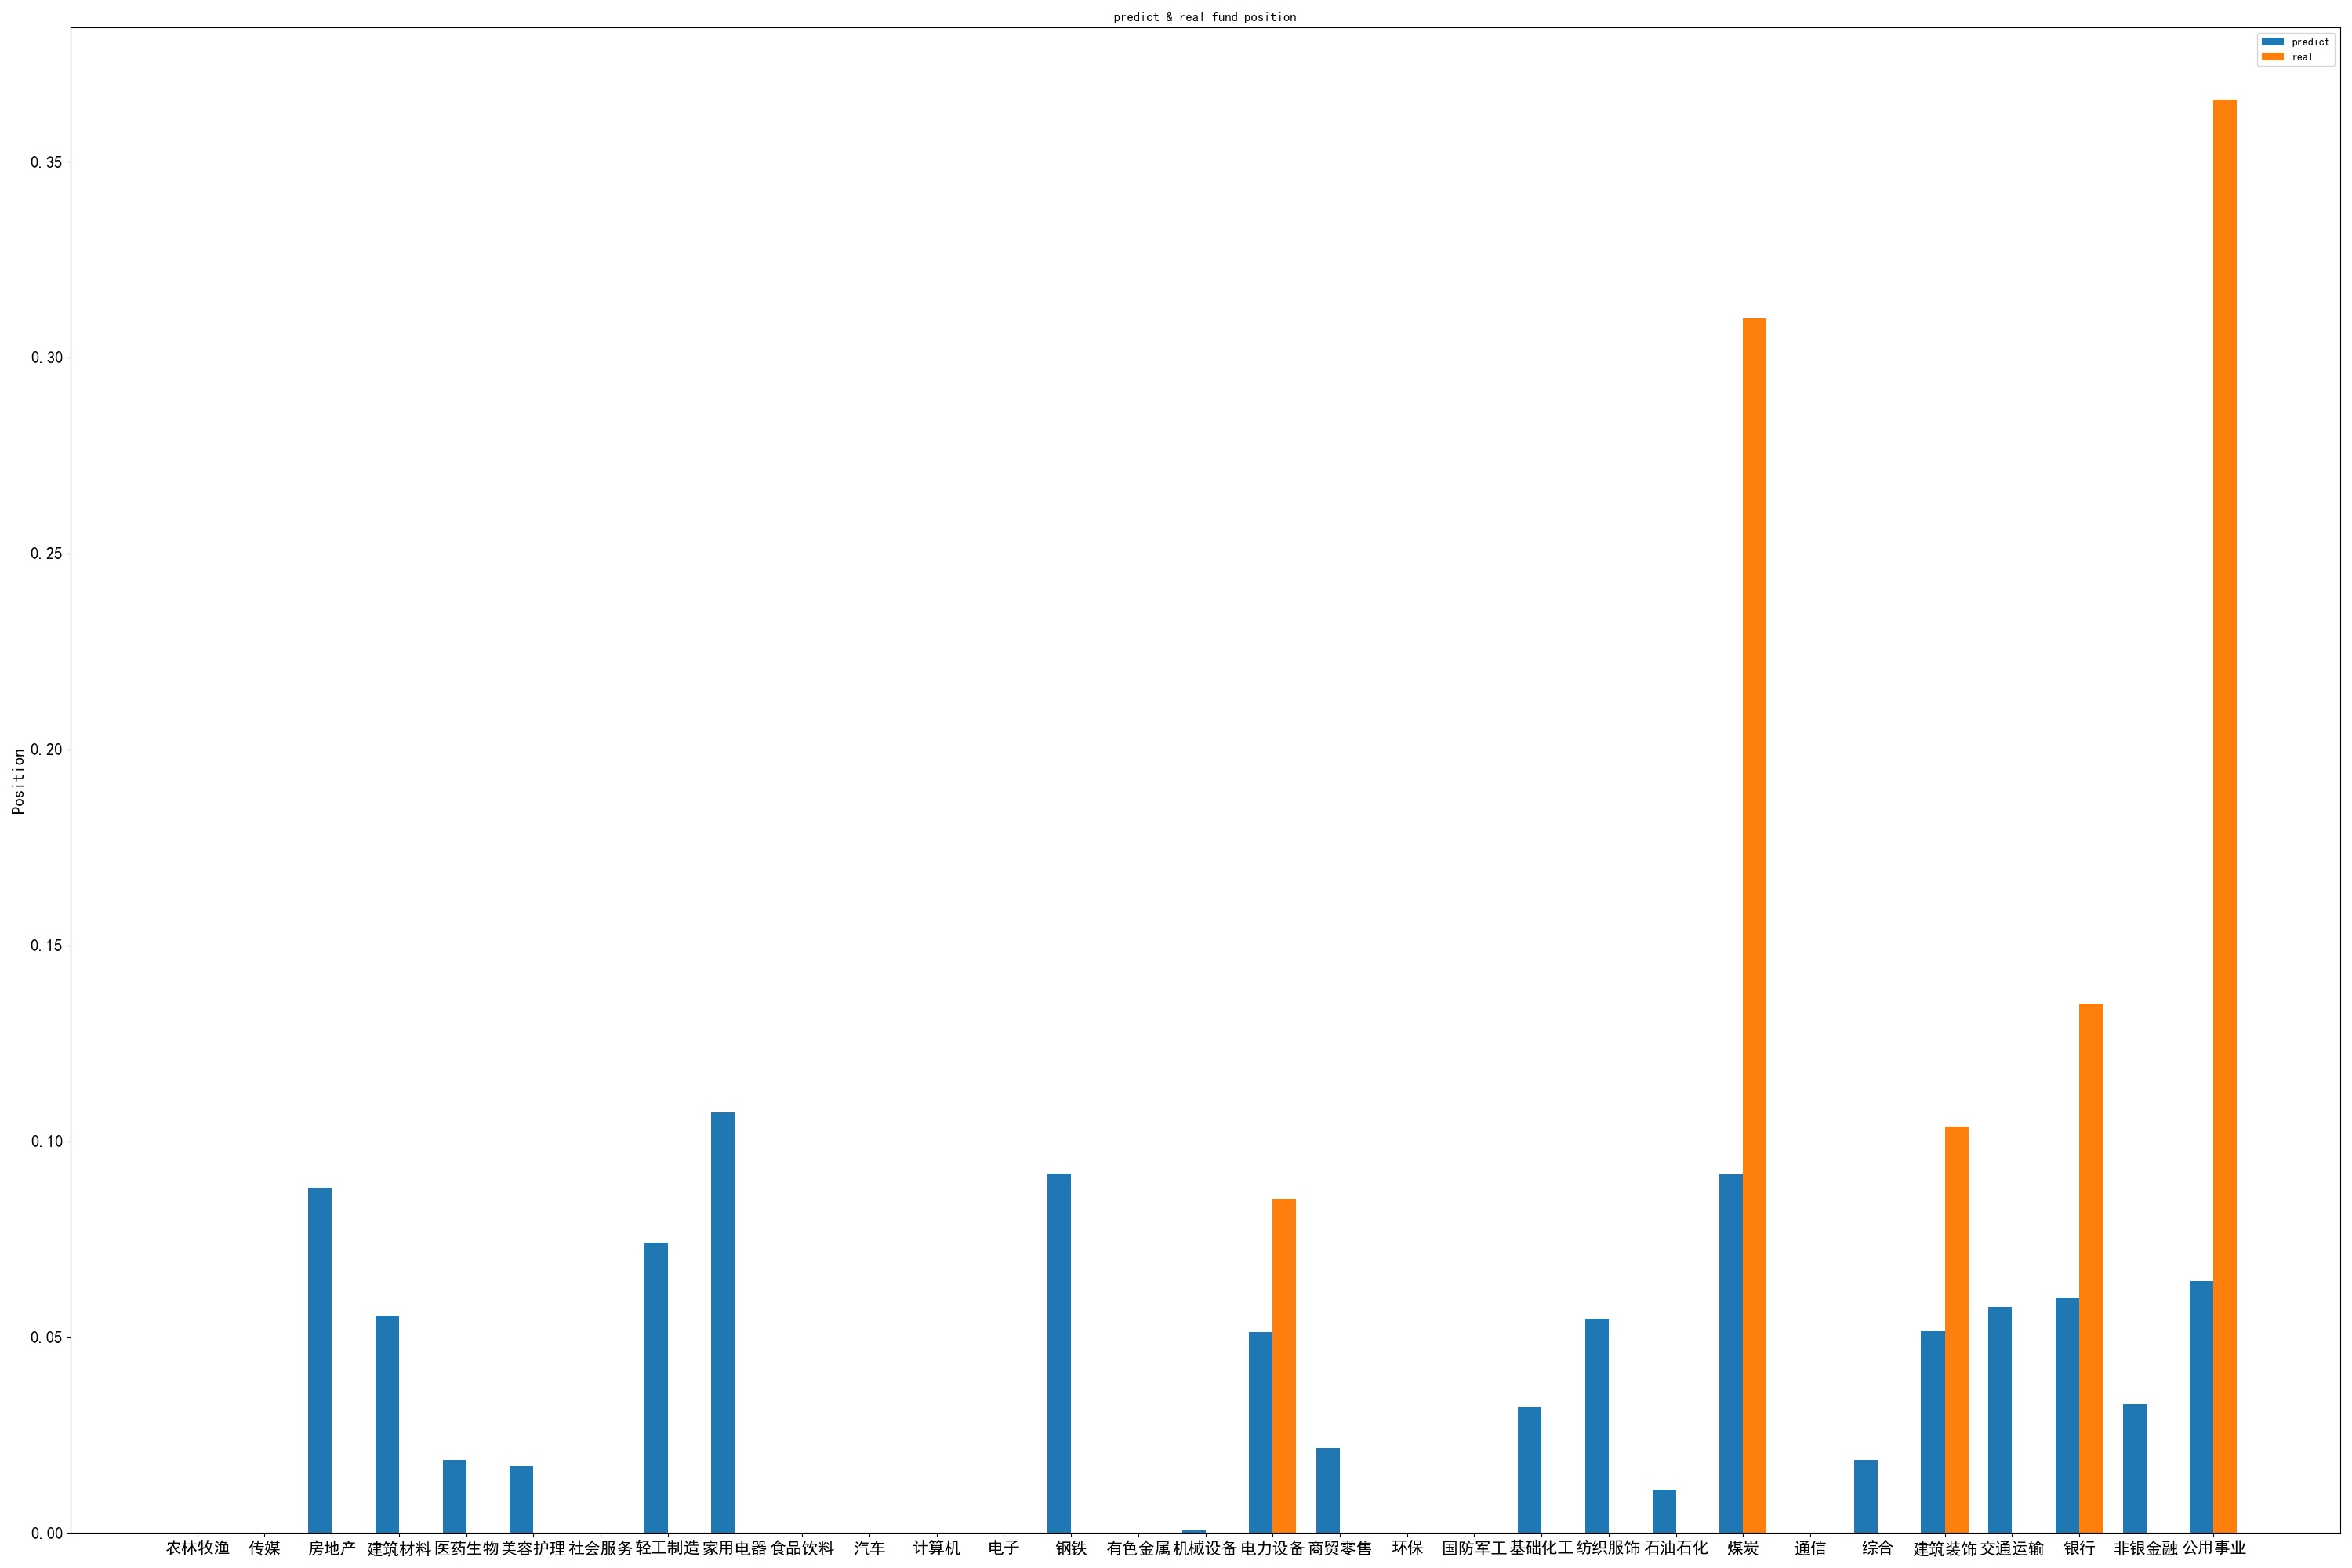 predict & real fund position
predict
real
0.35
0.30
0.25
0.20
0.15
0.10
0.05
0.00
Position
农林牧渔 传媒 房地产 建筑材料 医药生物 美容护理 社会服务 轻工制造 家用电器 食品饮料 汽车 计算机 电子 钢铁 有色金属 机械设备 电力设备 商贸零售 环保 国防军工 基础化工 纺织服饰 石油石化 煤炭 通信 综合 建筑装饰 交通运输 银行 非银金融 公用事业